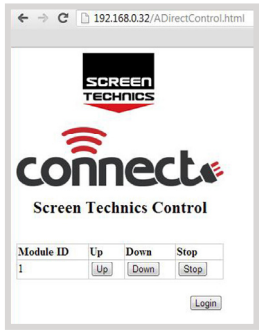 192.168.0.32/ADirectControl.html
SCREEN
TECHNICS
connect
Screen Technics Control
Module ID Up Down Stop
1 Up Down Stop
Login